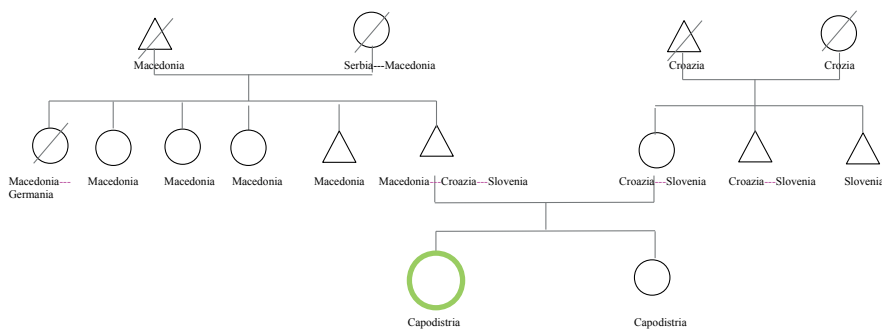 Macedonia
Serbia---Macedonia
Croazia
Crozia
Macedonia---
Germania
Macedonia
Macedonia
Macedonia
Macedonia
Macedonia---Croazia---Slovenia
Croazia---Slovenia
Croazia---Slovenia
Slovenia
Capodistria
Capodistria